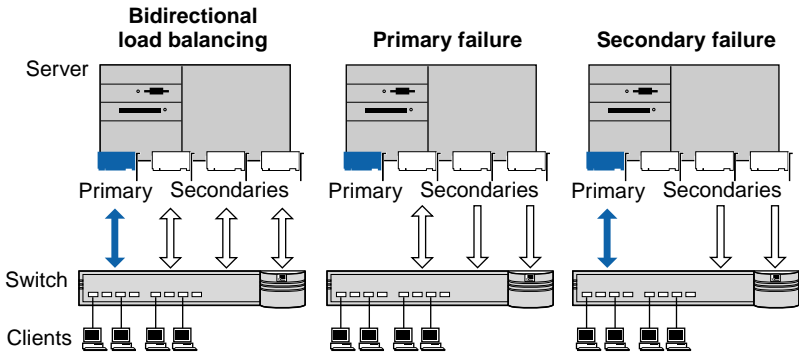 Bidirectional
load balancing
Primary failure
Secondary failure
Server
Primary Secondaries
Primary Secondaries
Primary Secondaries
Switch
Clients